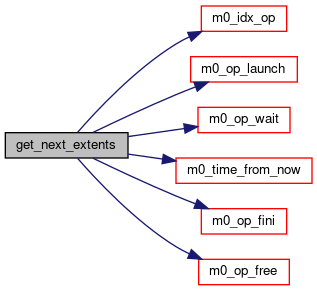 m0_idx_op
m0_op_launch
m0_op_wait
get_next_extents
m0_time_from_now
m0_op_fini
m0_op_free